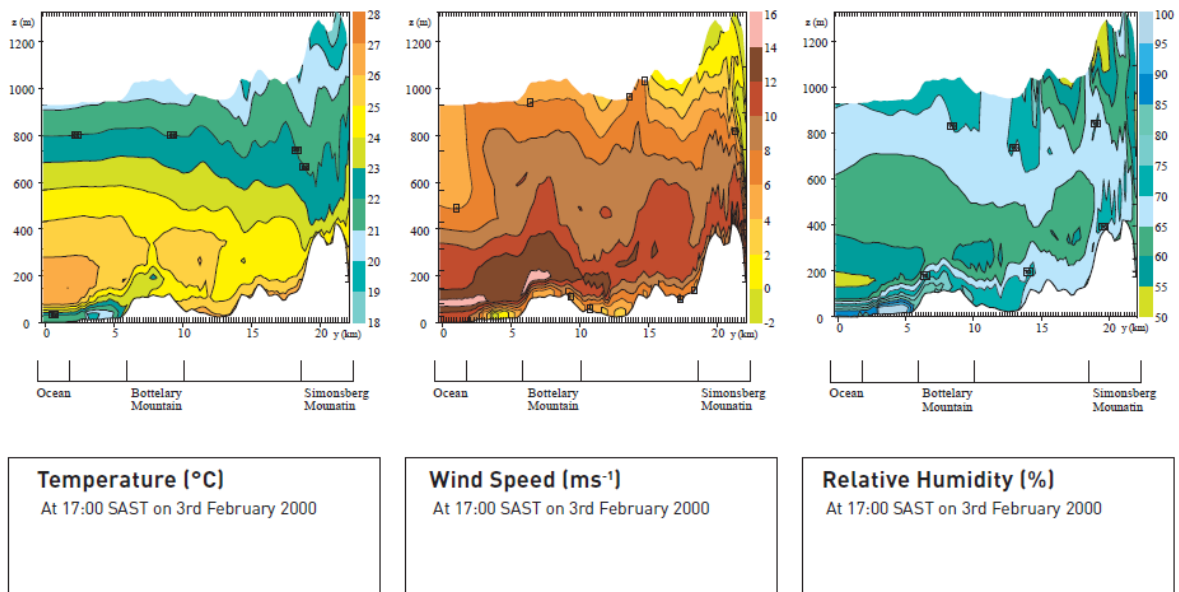 z (m)
1200
1000
800
600
400
200
0
0
5
10
15
20
y (km)
28
27
26
25
24
23
22
21
20
19
18
Ocean
Bottelary
Mountain
Simonsberg
Mounatin
z (m)
1200
1000
800
600
400
200
0
0
5
10
15
20
y (km)
16
14
12
10
8
6
4
2
0
-2
Ocean
Bottelary
Mountain
Simonsberg
Mounatin
z (m)
1200
1000
800
600
400
200
0
0
5
10
15
20
y (km)
100
95
90
85
80
75
70
65
60
55
50
Ocean
Bottelary
Mountain
Simonsberg
Mounatin
Temperature (°C)
At 17:00 SAST on 3rd February 2000
Wind Speed (ms⁻¹)
At 17:00 SAST on 3rd February 2000
Relative Humidity (%)
At 17:00 SAST on 3rd February 2000